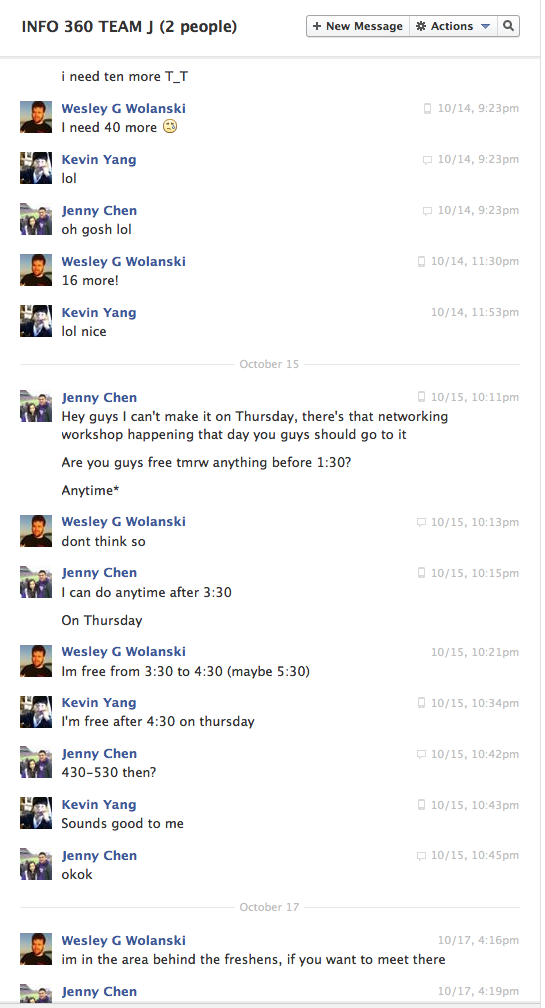 INFO 360 TEAM J (2 people)
+ New Message
Actions
i need ten more T_T
Wesley G Wolanski
10/14, 9:23pm
I need 40 more
Kevin Yang
10/14, 9:23pm
lol
Jenny Chen
10/14, 9:23pm
oh gosh lol
Wesley G Wolanski
10/14, 11:30pm
16 more!
Kevin Yang
10/14, 11:53pm
lol nice
October 15
Jenny Chen
10/15, 10:11pm
Hey guys I can't make it on Thursday, there's that networking
workshop happening that day you guys should go to it
Are you guys free tmrw anything before 1:30?
Anytime*
Wesley G Wolanski
10/15, 10:13pm
dont think so
Jenny Chen
10/15, 10:15pm
I can do anytime after 3:30
On Thursday
Wesley G Wolanski
10/15, 10:21pm
Im free from 3:30 to 4:30 (maybe 5:30)
Kevin Yang
10/15, 10:34pm
I'm free after 4:30 on thursday
Jenny Chen
10/15, 10:42pm
430-530 then?
Kevin Yang
10/15, 10:43pm
Sounds good to me
Jenny Chen
10/15, 10:45pm
okok
October 17
Wesley G Wolanski
10/17, 4:16pm
im in the area behind the freshens, if you want to meet there
Jenny Chen
10/17, 4:19pm